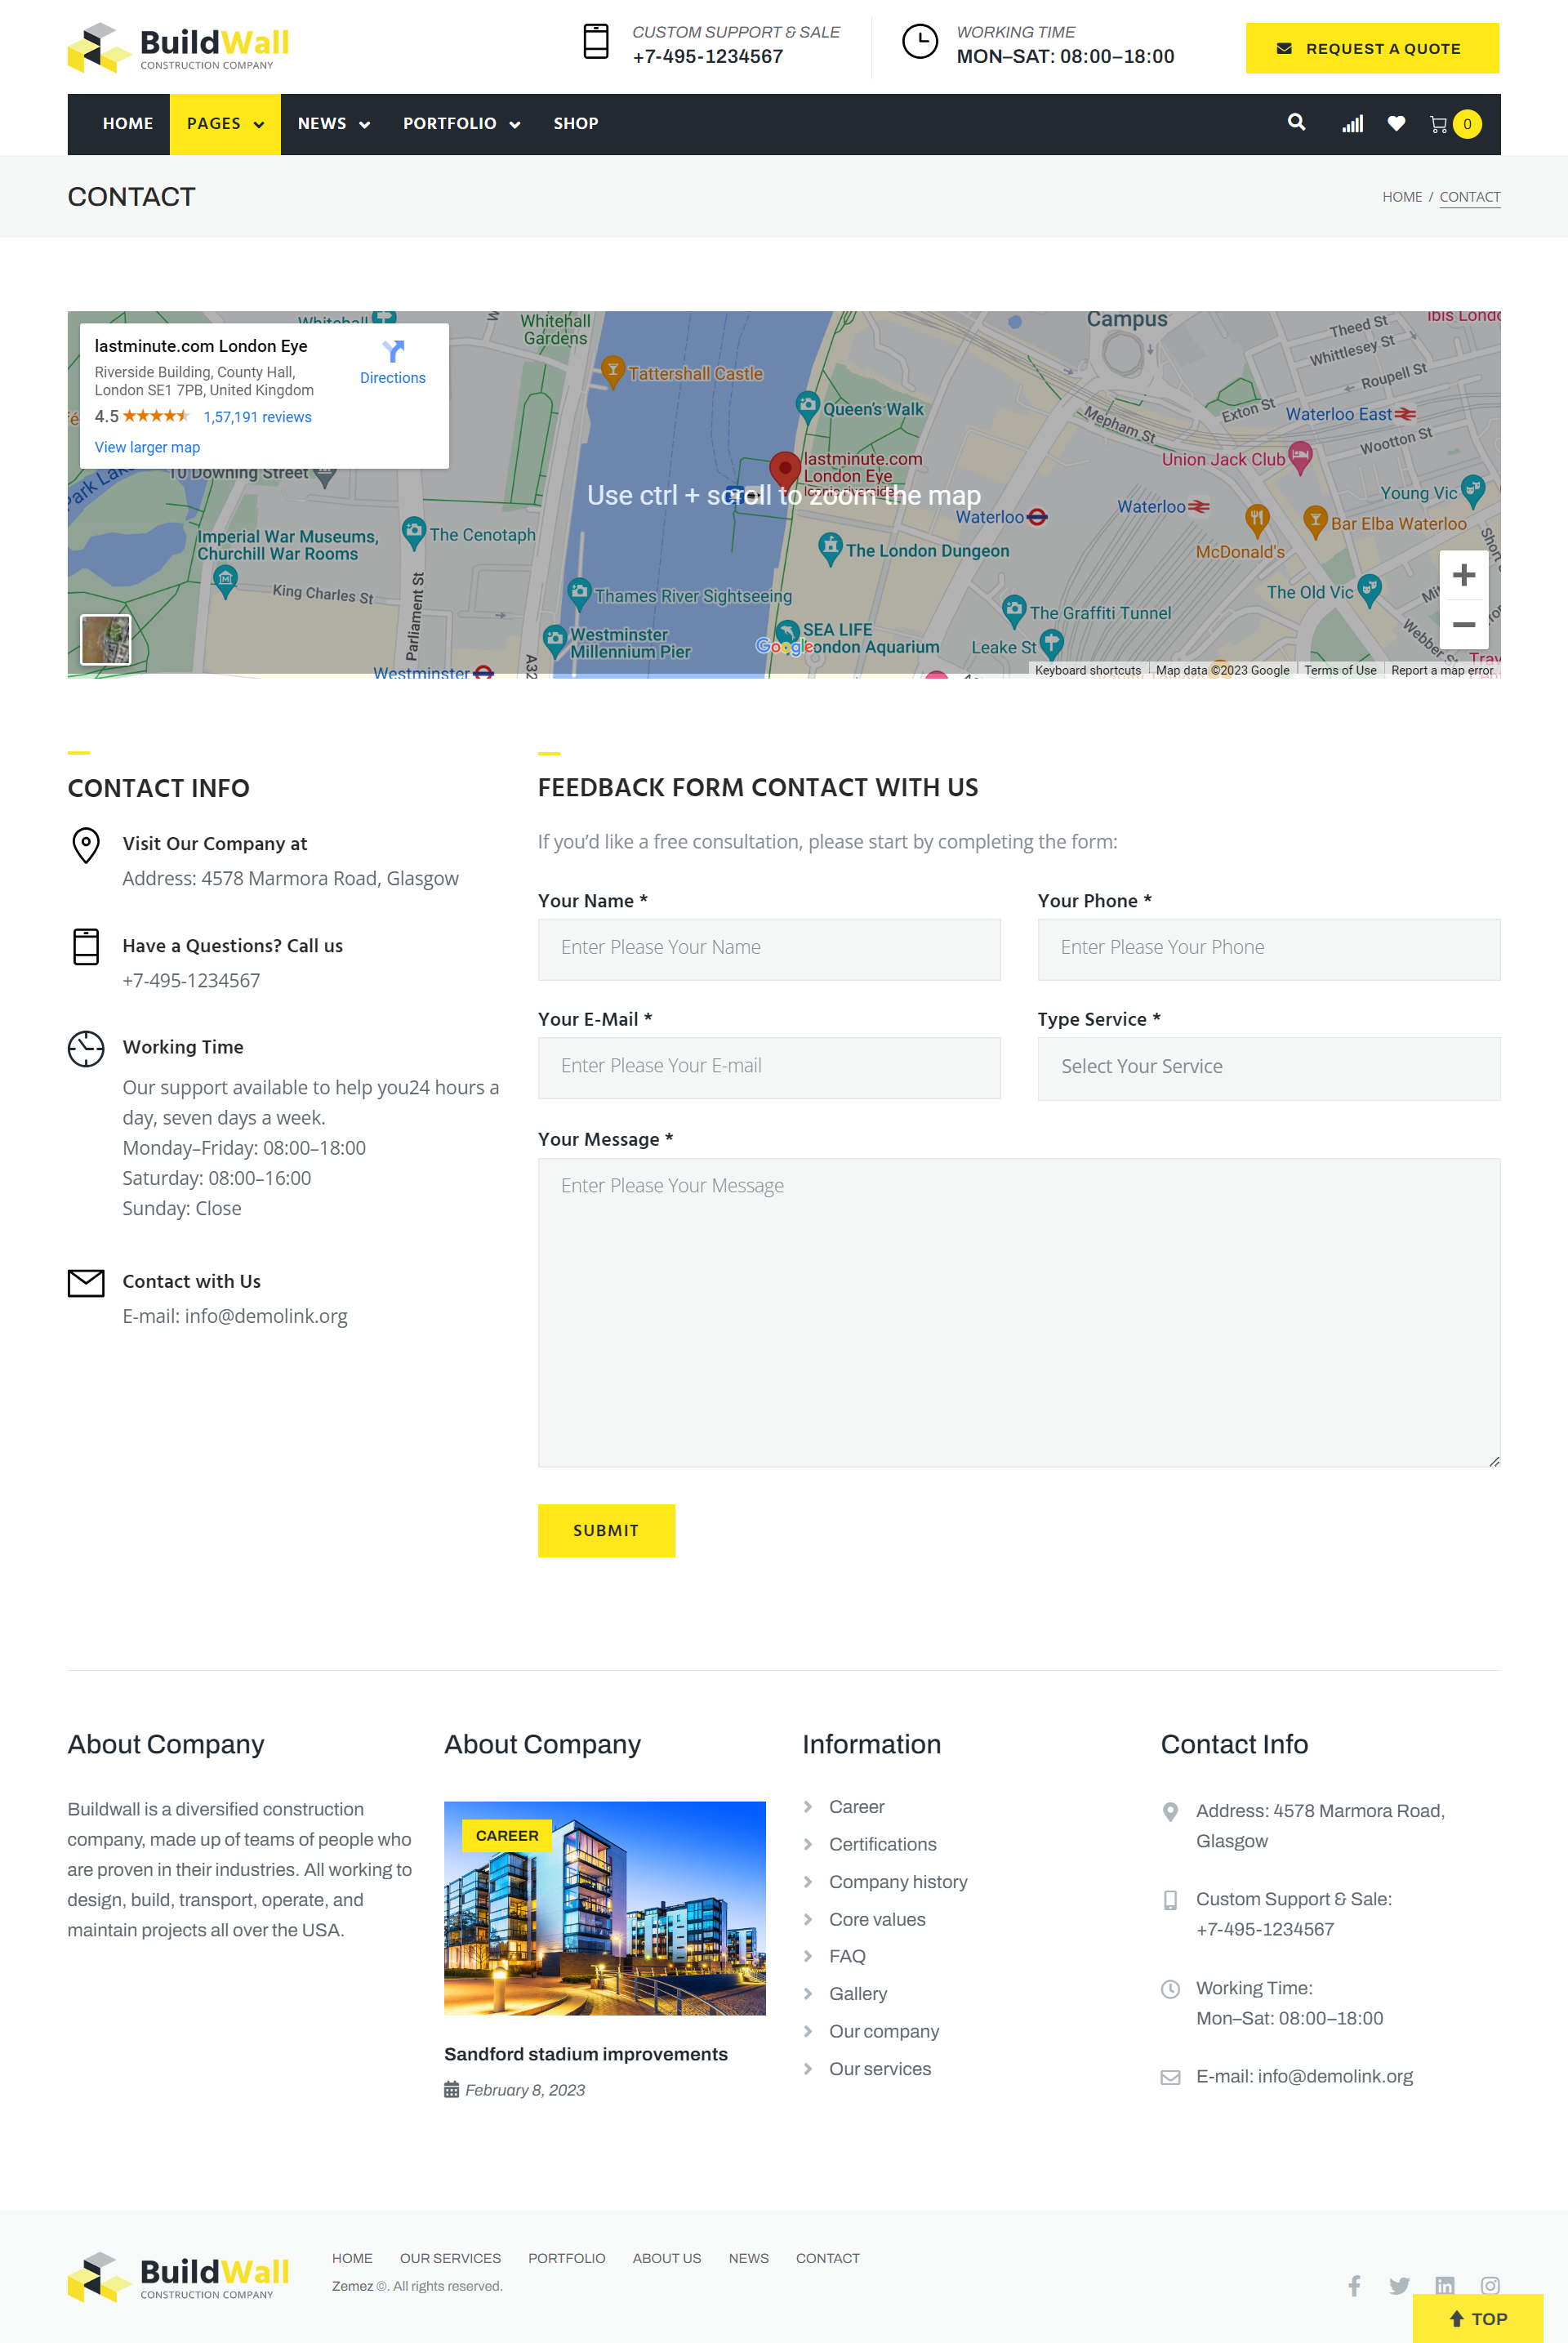 BuildWall
CONSTRUCTION COMPANY
CUSTOM SUPPORT & SALE
+7-495-1234567
WORKING TIME
MON–SAT: 08:00–18:00
REQUEST A QUOTE
HOME PAGES NEWS PORTFOLIO SHOP 0
CONTACT
HOME / CONTACT
Whitehall
Whitehall
Gardens
Campus
Theed St
Whittlesey St
Roupell St
lastminute.com London Eye
Riverside Building, County Hall,
London SE1 7PB, United Kingdom
4.5 1,57,191 reviews
View larger map
Directions
Tattershall Castle
Queen's Walk
Mepham St
Exton St
Waterloo East
Wootton St
Union Jack Club
10 Downing Street
lastminute.com
London Eye
Use ctrl + scroll to zoom the map
Young Vic
Waterloo
Waterloo
Bar Elba Waterloo
McDonald's
Imperial War Museums,
Churchill War Rooms
The Cenotaph
The London Dungeon
King Charles St
Parliament St
Thames River Sightseeing
The Old Vic
The Graffiti Tunnel
Westminster
Millennium Pier
SEA LIFE
London Aquarium
Google
Leake St
Webber
Westminster
Keyboard shortcuts Map data ©2023 Google Terms of Use Report a map error
CONTACT INFO
Visit Our Company at
Address: 4578 Marmora Road, Glasgow
Have a Questions? Call us
+7-495-1234567
Working Time
Our support available to help you24 hours a
day, seven days a week.
Monday–Friday: 08:00–18:00
Saturday: 08:00–16:00
Sunday: Close
Contact with Us
E-mail: info@demolink.org
FEEDBACK FORM CONTACT WITH US
If you’d like a free consultation, please start by completing the form:
Your Name *
Enter Please Your Name
Your Phone *
Enter Please Your Phone
Your E-Mail *
Enter Please Your E-mail
Type Service *
Select Your Service
Your Message *
Enter Please Your Message
SUBMIT
About Company
Buildwall is a diversified construction
company, made up of teams of people who
are proven in their industries. All working to
design, build, transport, operate, and
maintain projects all over the USA.
About Company
CAREER
Sandford stadium improvements
February 8, 2023
Information
Career
Certifications
Company history
Core values
FAQ
Gallery
Our company
Our services
Contact Info
Address: 4578 Marmora Road,
Glasgow
Custom Support & Sale:
+7-495-1234567
Working Time:
Mon–Sat: 08:00–18:00
E-mail: info@demolink.org
BuildWall
CONSTRUCTION COMPANY
HOME OUR SERVICES PORTFOLIO ABOUT US NEWS CONTACT
Zemez ©. All rights reserved.
TOP